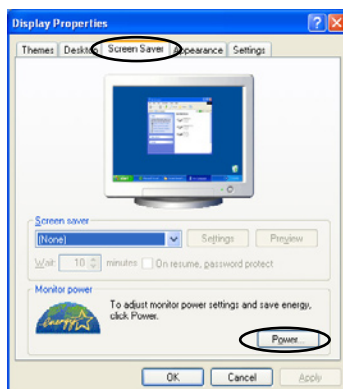 Display Properties
Themes Desktop Screen Saver Appearance Settings
Screen saver
(None) Settings Preview
Wait: 10 minutes On resume, password protect
Monitor power
To adjust monitor power settings and save energy,
click Power.
energy
Power...
OK Cancel Apply